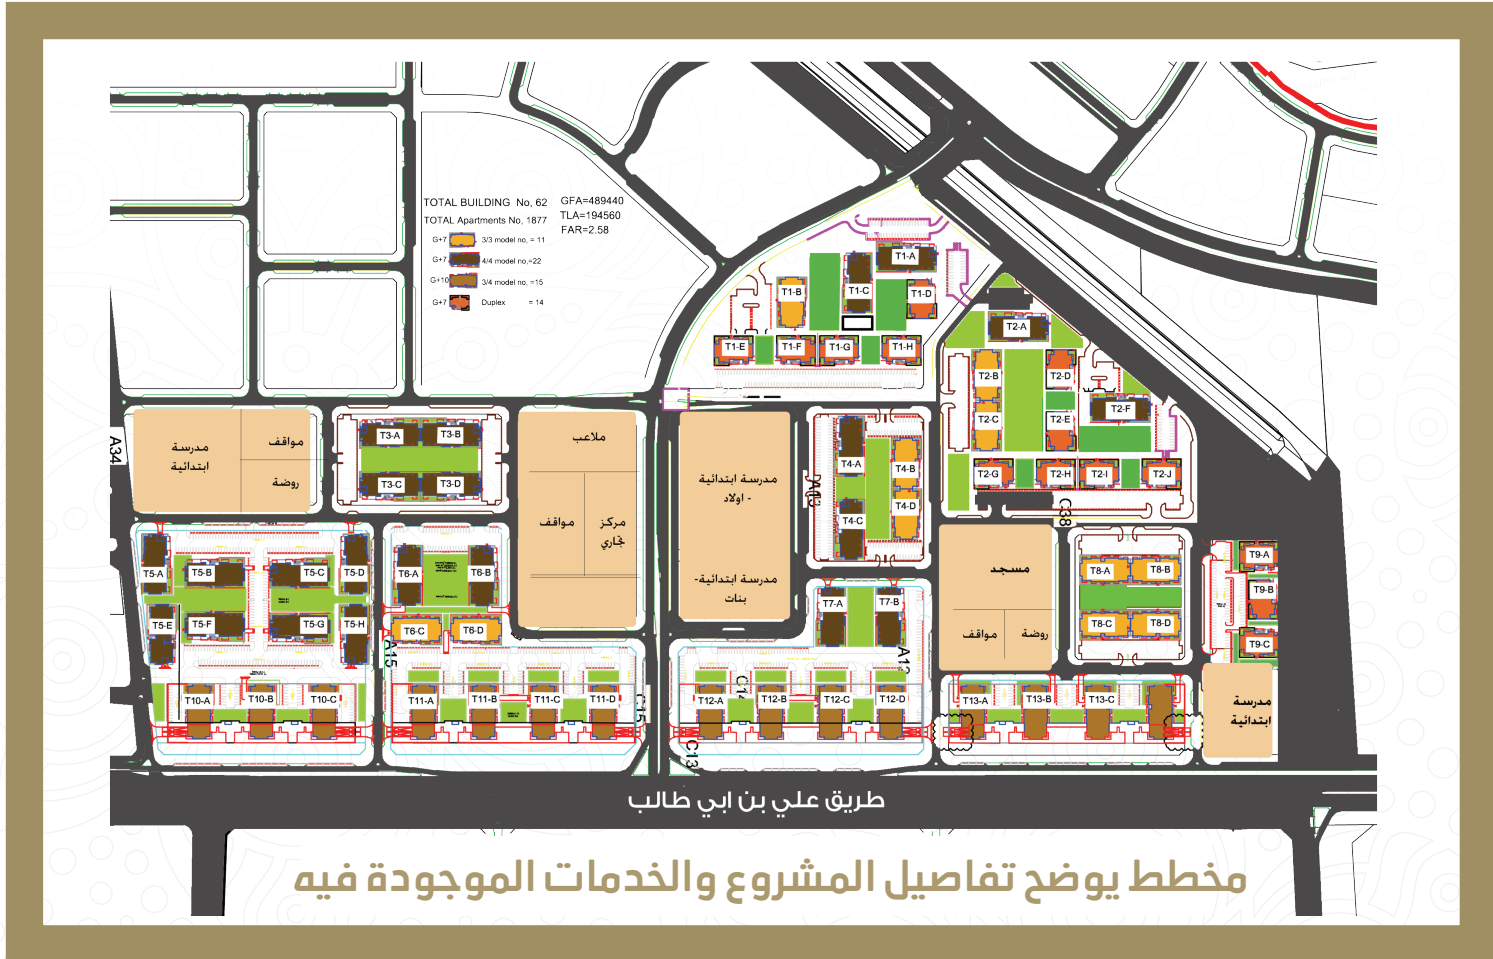 TOTAL BUILDING No, 62
GFA=489440
TOTAL Apartments No, 1877
TLA=194560
FAR=2.58
G+7 3/3 model no, = 11
G+7 4/4 model no,=22
G+10 3/4 model no, =15
G+7 Duplex = 14
T1-A
T1-B
T1-C
T1-D
T1-E
T1-F
T1-G
T1-H
T2-A
T2-B
T2-D
T2-C
T2-E
T2-F
T2-G
T2-H
T2-I
T2-J
A34
مدرسة
ابتدائية
مواقف
روضة
T3-A
T3-B
T3-C
T3-D
ملاعب
مواقف
مركز
تجاري
مدرسة ابتدائية
- اولاد
مدرسة ابتدائية-
بنات
T4-A
T4-B
T4-C
T4-D
C38
T5-A
T5-B
T5-C
T5-D
T5-E
T5-F
T5-G
T5-H
T6-A
T6-B
T6-C
T6-D
A15
T7-A
T7-B
مسجد
مواقف
روضة
T8-A
T8-B
T8-C
T8-D
T9-A
T9-B
T9-C
T10-A
T10-B
T10-C
T11-A
T11-B
T11-C
T11-D
T12-A
T12-B
T12-C
T12-D
C13
T13-A
T13-B
T13-C
مدرسة
ابتدائية
طريق علي بن ابي طالب
مخطط يوضح تفاصيل المشروع والخدمات الموجودة فيه